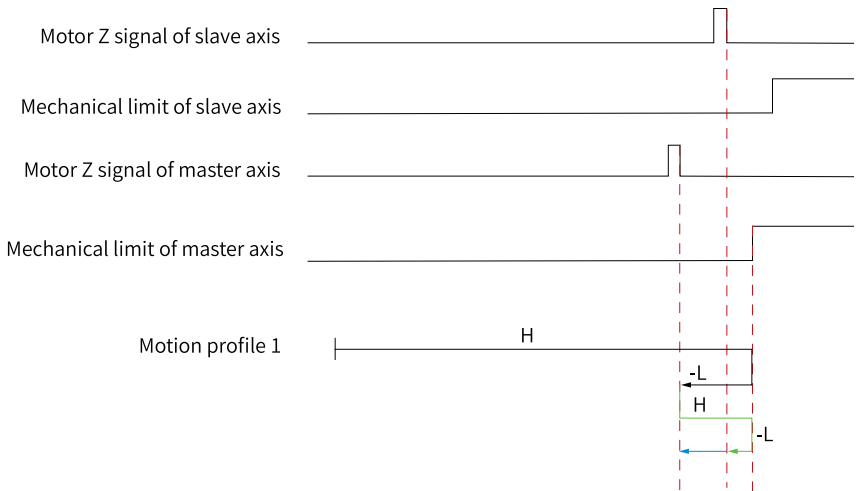 Motor Z signal of slave axis
Mechanical limit of slave axis
Motor Z signal of master axis
Mechanical limit of master axis
Motion profile 1
H
-L
H
-L